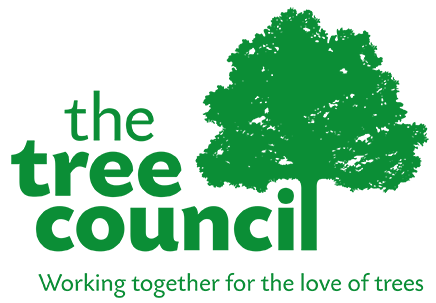 the
tree
council
Working together for the love of trees